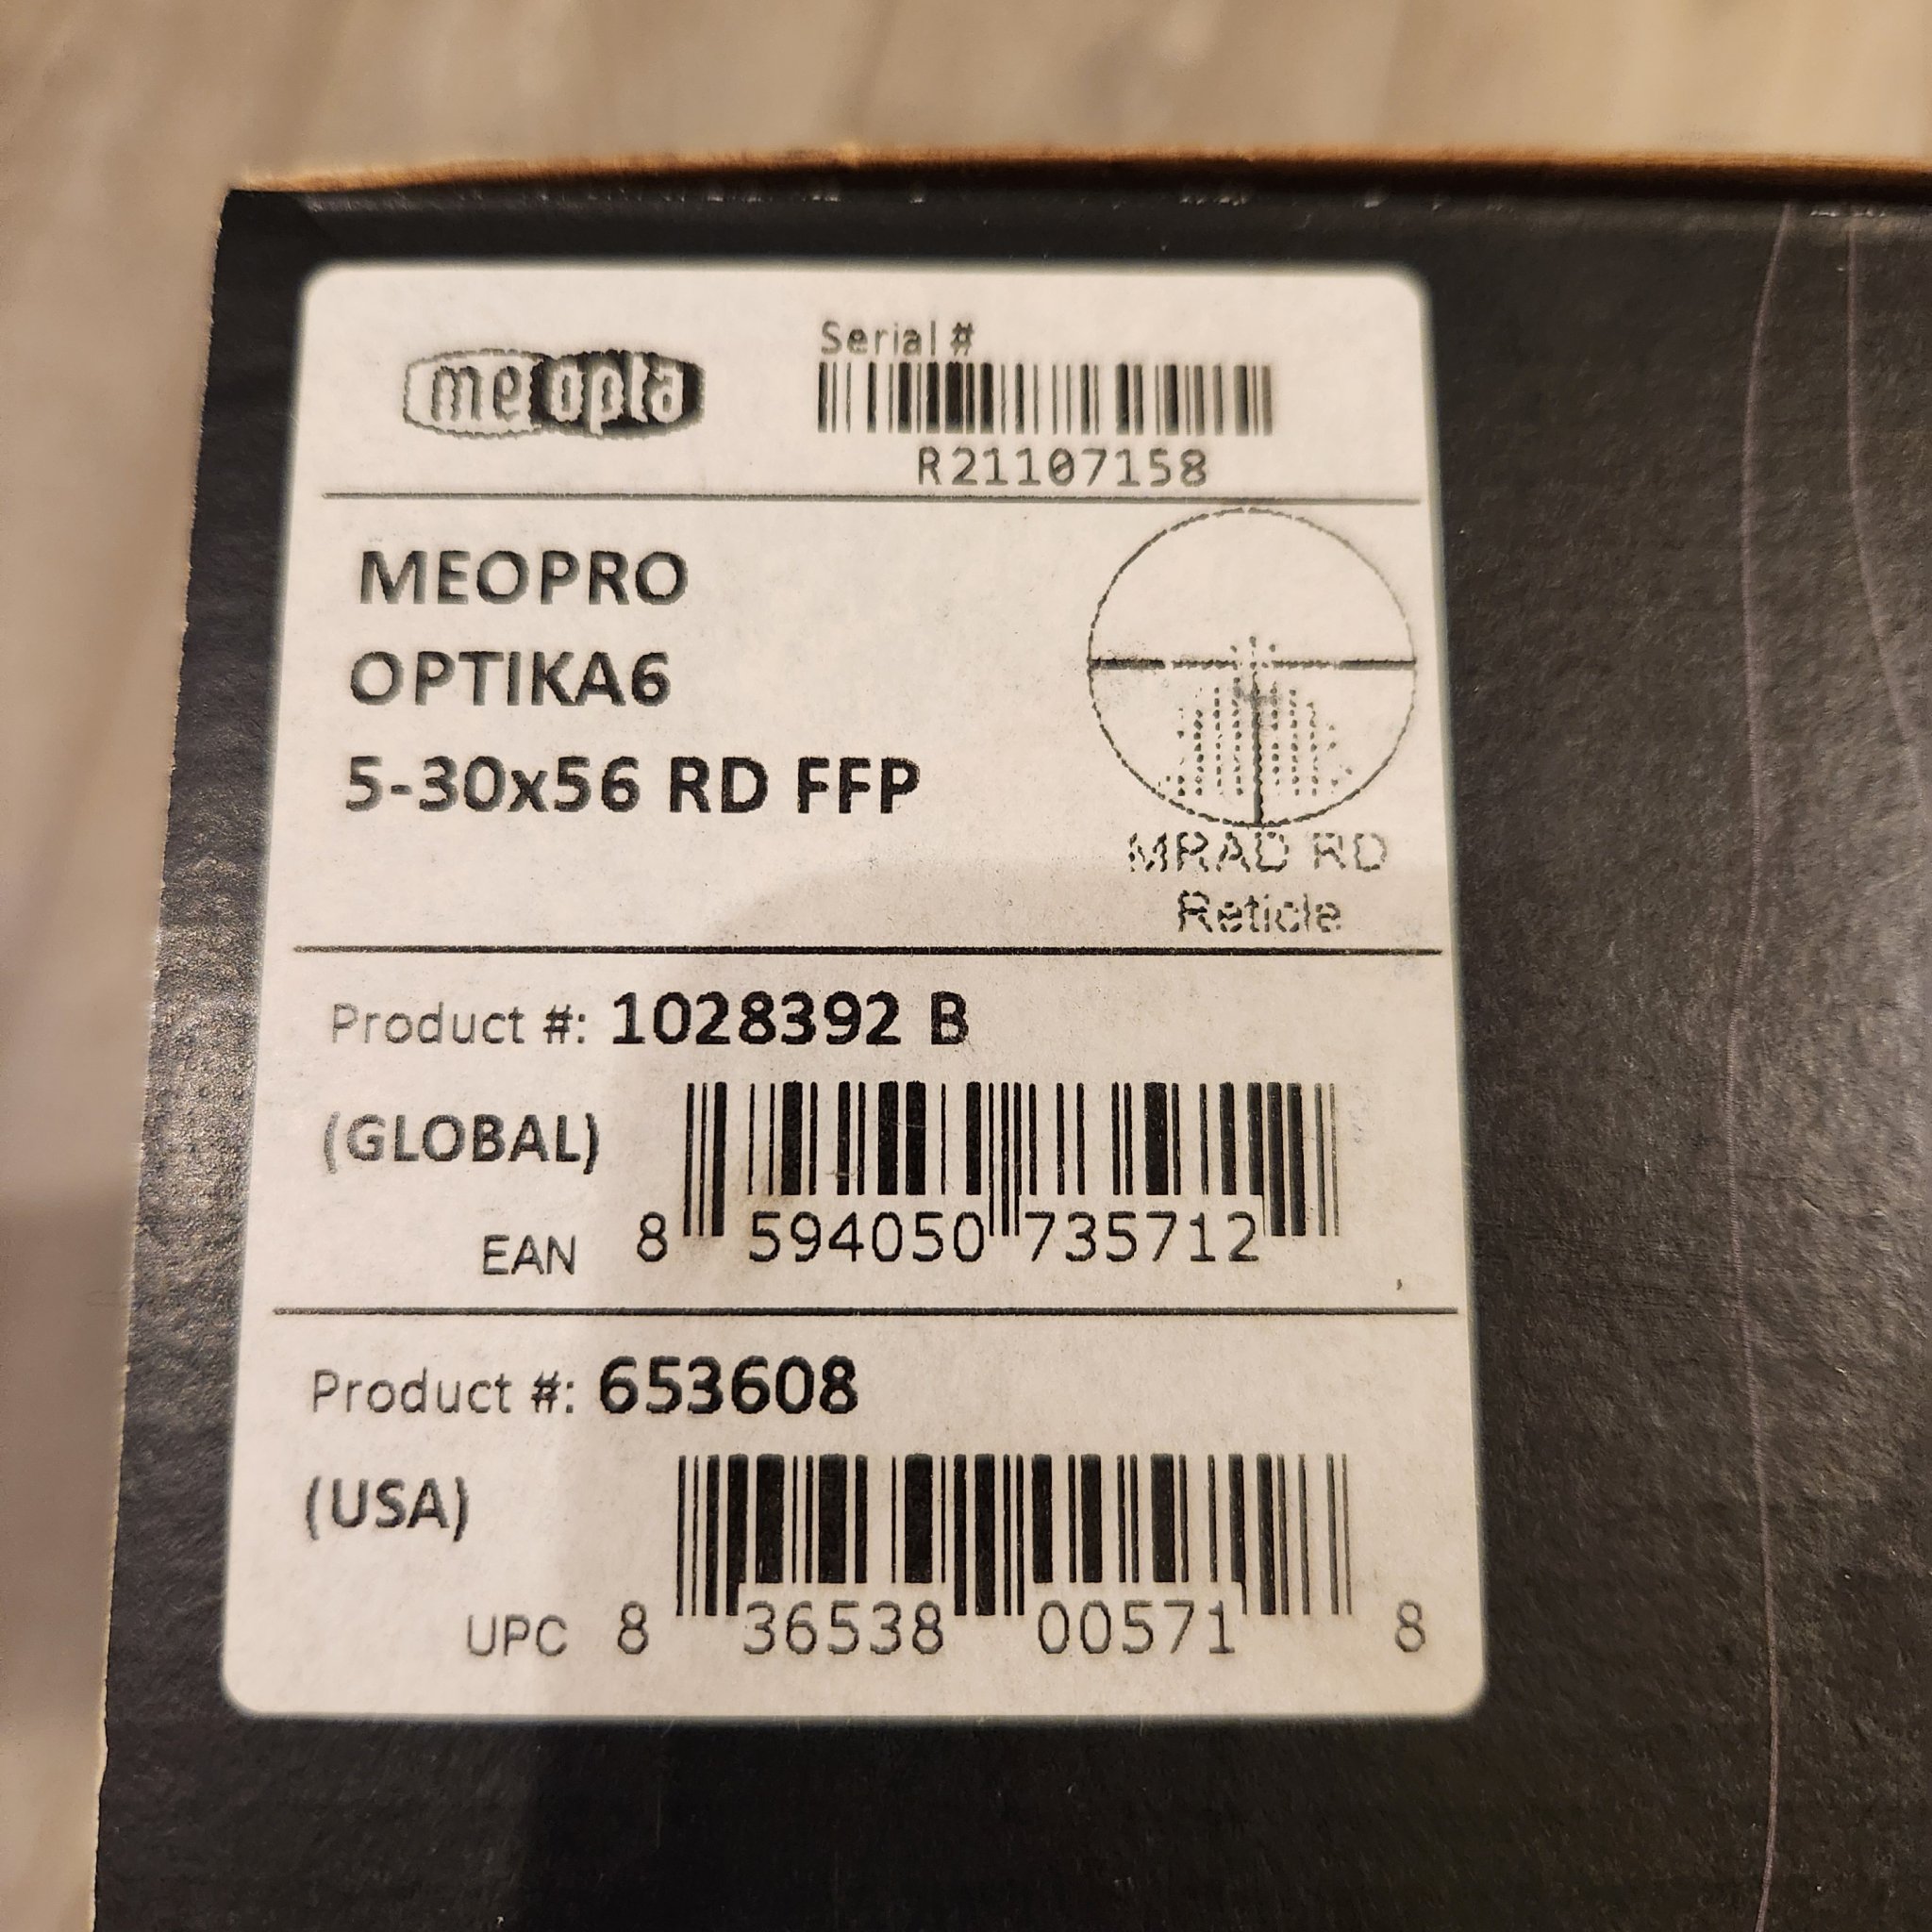 meopta
Serial #
R21107158
MEOPRO
OPTIKA6
5-30x56 RD FFP
MRAD RD
Reticle
Product #: 1028392 B
(GLOBAL)
EAN 8 594050 735712
Product #: 653608
(USA)
UPC 8 36538 00571 8